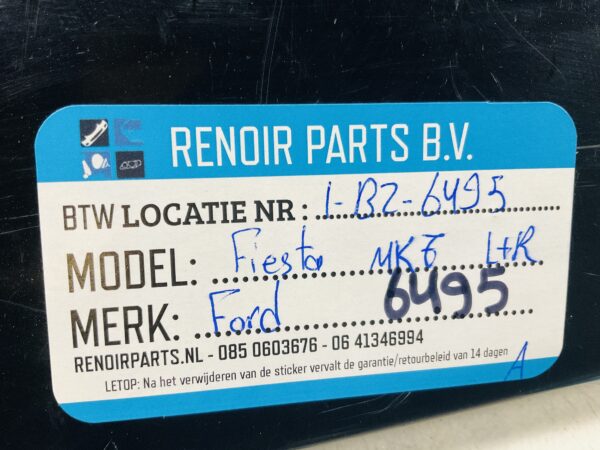 RENOIR PARTS B.V.
BTW LOCATIE NR: 1-B2-6495
MODEL: Fiesta MK6 L+R
MERK: Ford 6495
RENOIRPARTS.NL - 085 0603676 - 06 41346994
LETOP: Na het verwijderen van de sticker vervalt de garantie/retourbeleid van 14 dagen
A